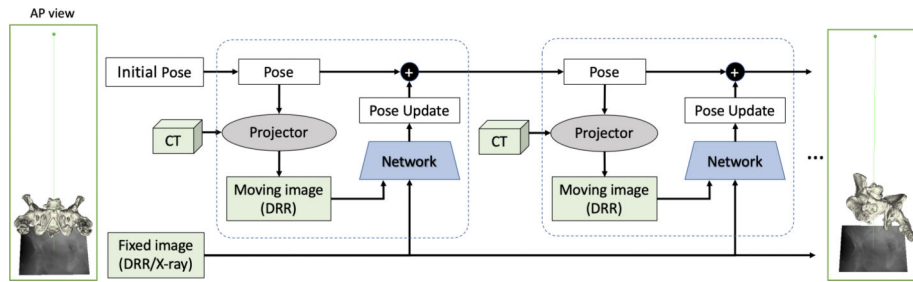 AP view
Initial Pose
Pose
+
Pose
+
Pose Update
Pose Update
CT
Projector
CT
Projector
Network
Network
...
Moving image
(DRR)
Moving image
(DRR)
Fixed image
(DRR/X-ray)